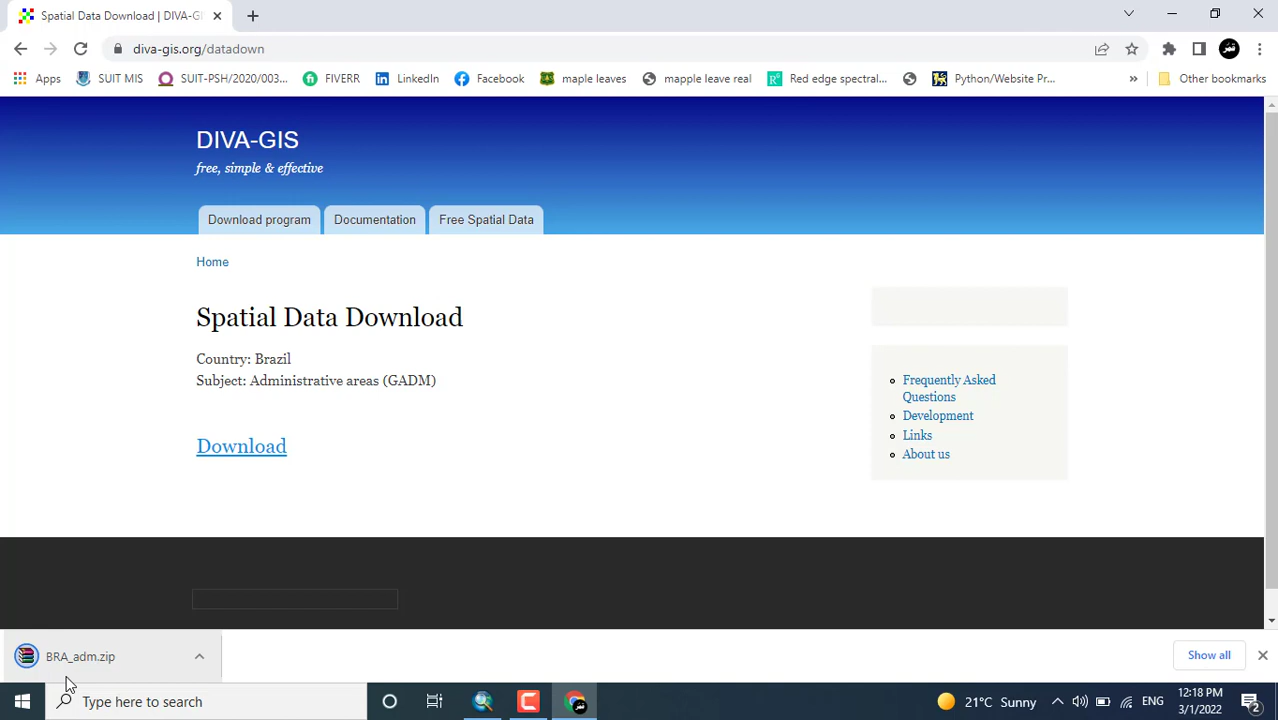 Spatial Data Download | DIVA-GI
diva-gis.org/datadown
Apps
SUIT MIS
SUIT-PSH/2020/003...
FIVERR
LinkedIn
Facebook
maple leaves
mapple leave real
Red edge spectral...
Python/Website Pr...
»
Other bookmarks
DIVA-GIS
free, simple & effective
Download program
Documentation
Free Spatial Data
Home
Spatial Data Download
Country: Brazil
Subject: Administrative areas (GADM)
Download
Frequently Asked
Questions
Development
Links
About us
BRA_adm.zip
Show all
Type here to search
21°C Sunny
ENG
12:18 PM
3/1/2022
2